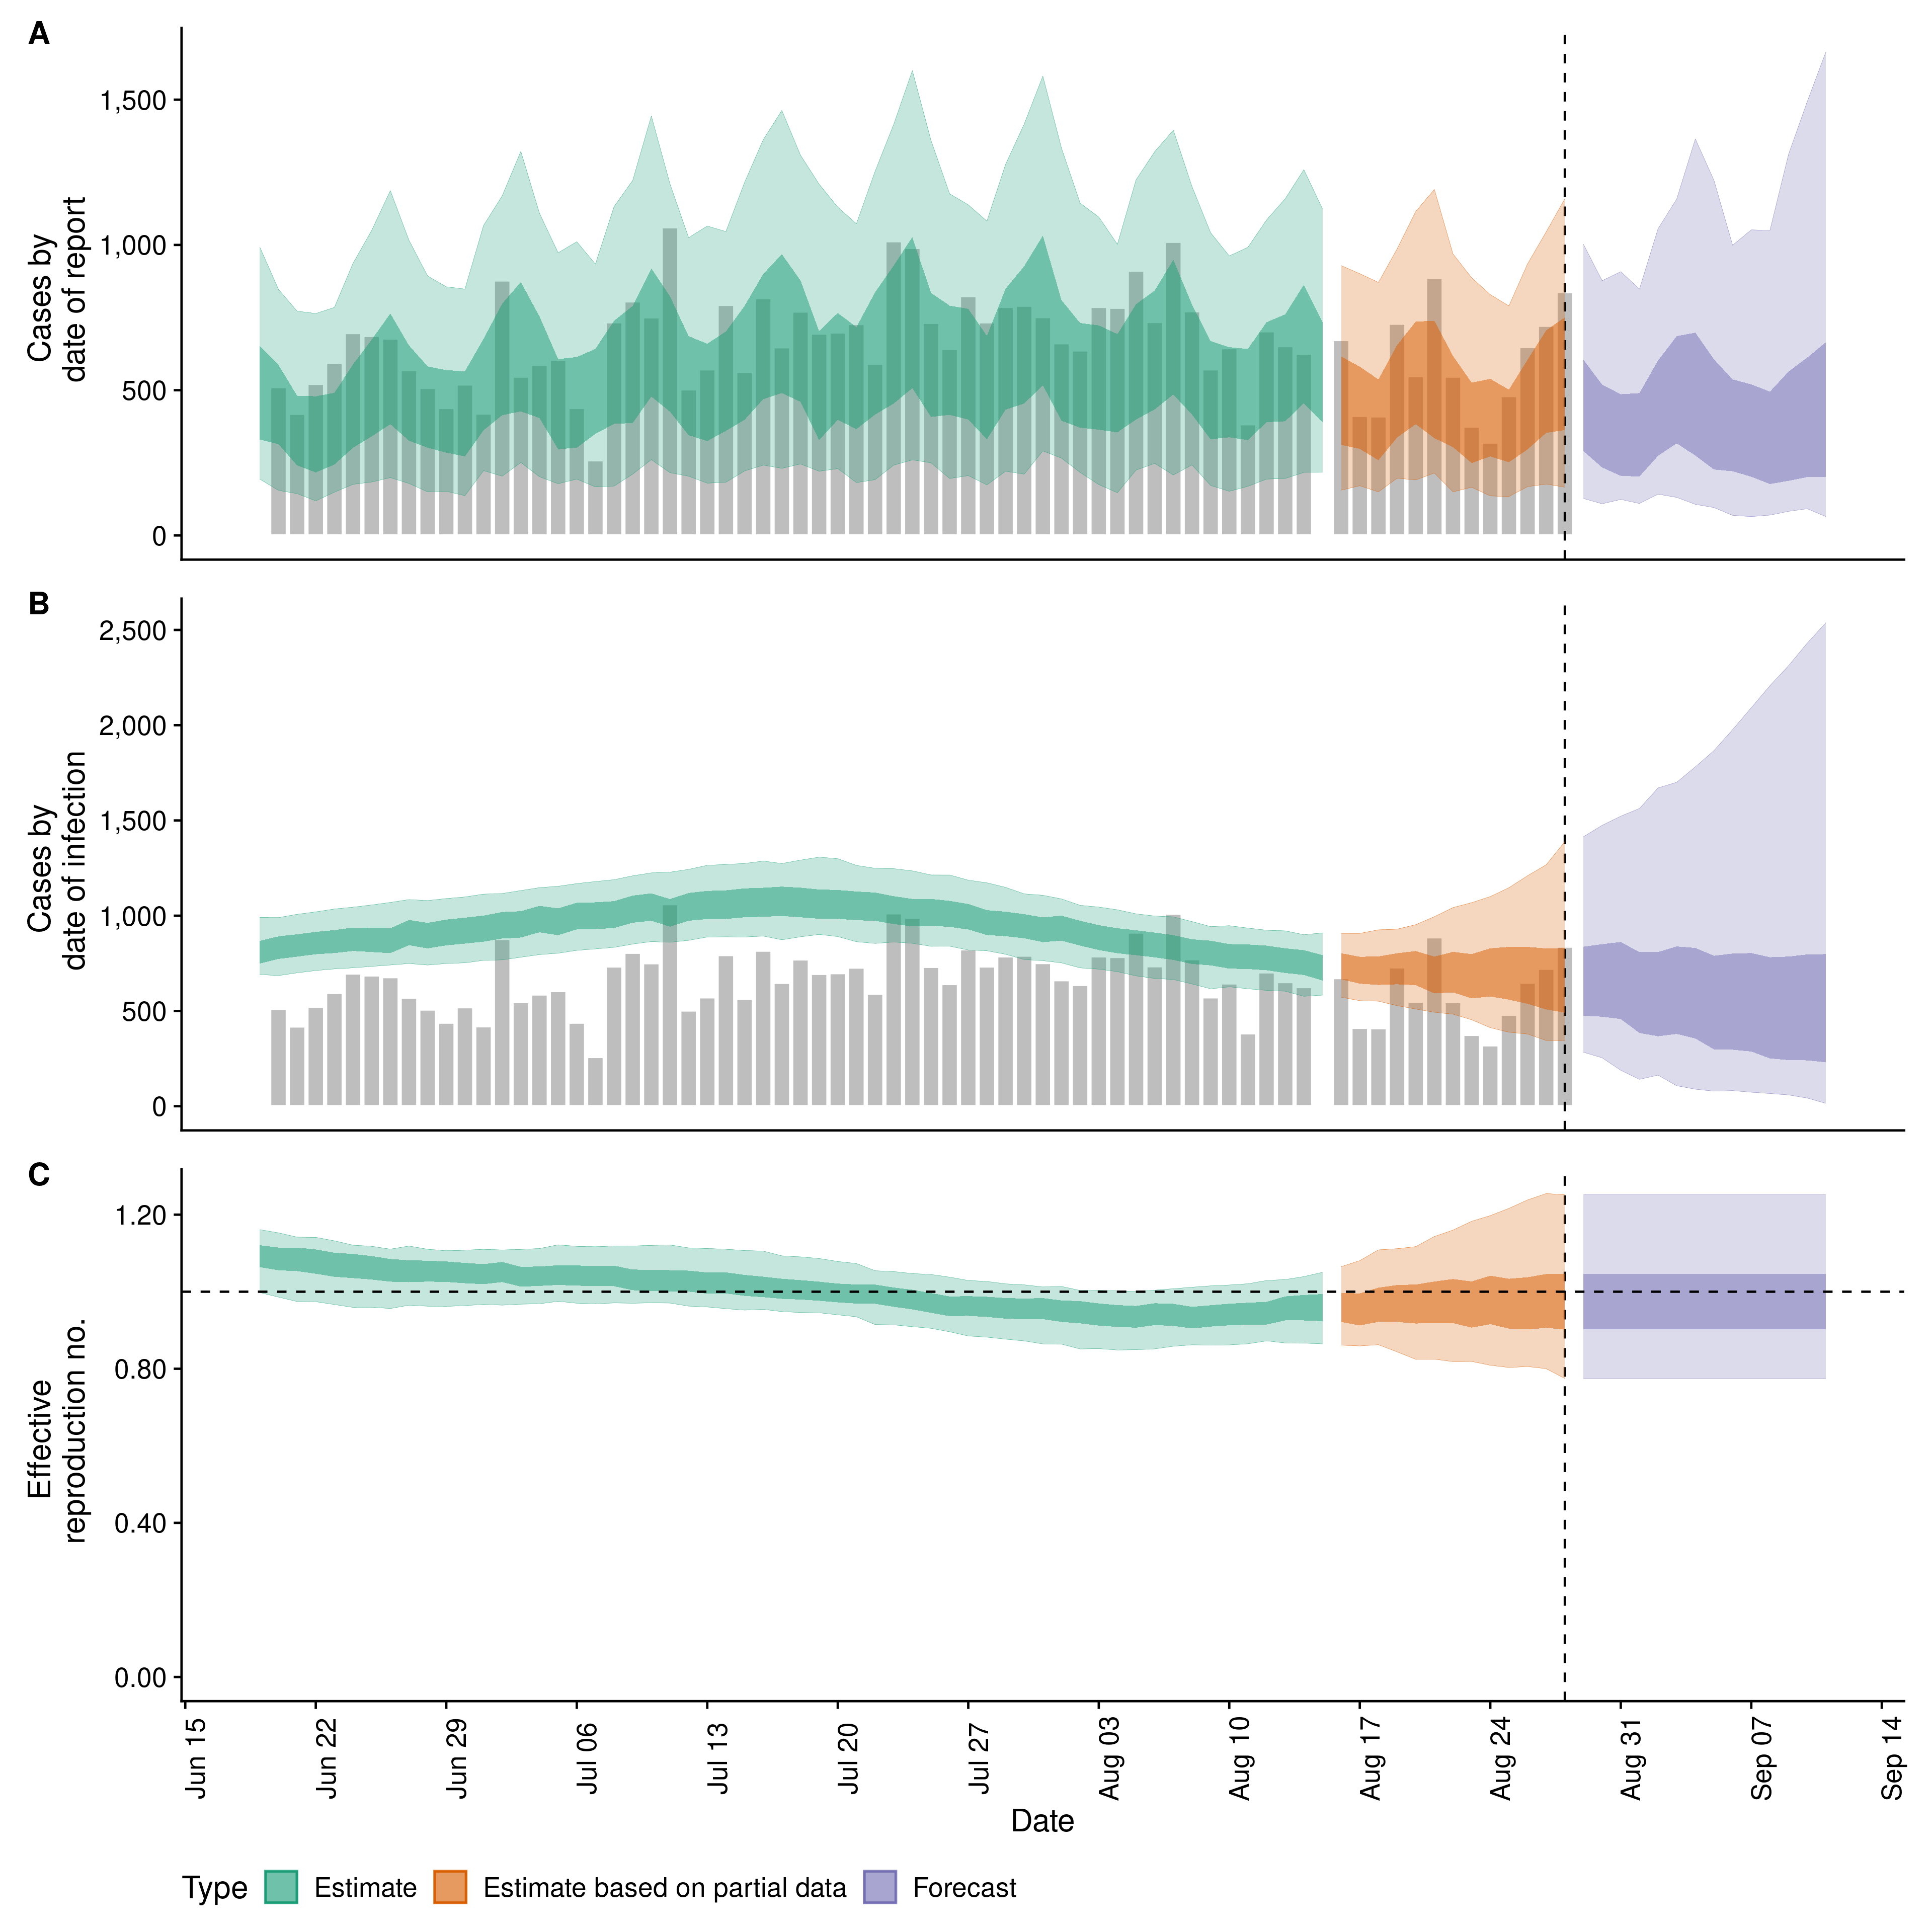 A
Cases by
date of report
1,500
1,000
500
0
B
Cases by
date of infection
2,500
2,000
1,500
1,000
500
0
C
Effective
reproduction no.
1.20
0.80
0.40
0.00
Jun 15
Jun 22
Jun 29
Jul 06
Jul 13
Jul 20
Jul 27
Aug 03
Aug 10
Aug 17
Aug 24
Aug 31
Sep 07
Sep 14
Date
Type Estimate Estimate based on partial data Forecast